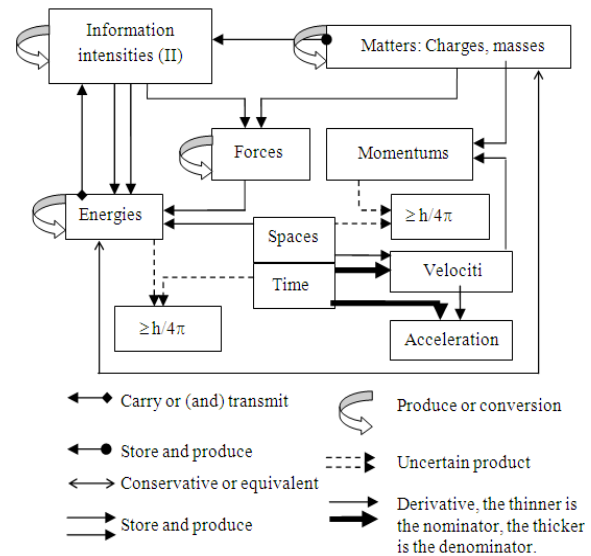 Information
intensities (II)
Matters: Charges, masses
Forces
Momentums
Energies
≥h/4π
Spaces
Velociti
Time
≥h/4π
Acceleration
Carry or (and) transmit
Produce or conversion
Store and produce
Uncertain product
Conservative or equivalent
Derivative, the thinner is
the nominator, the thicker
is the denominator.
Store and produce